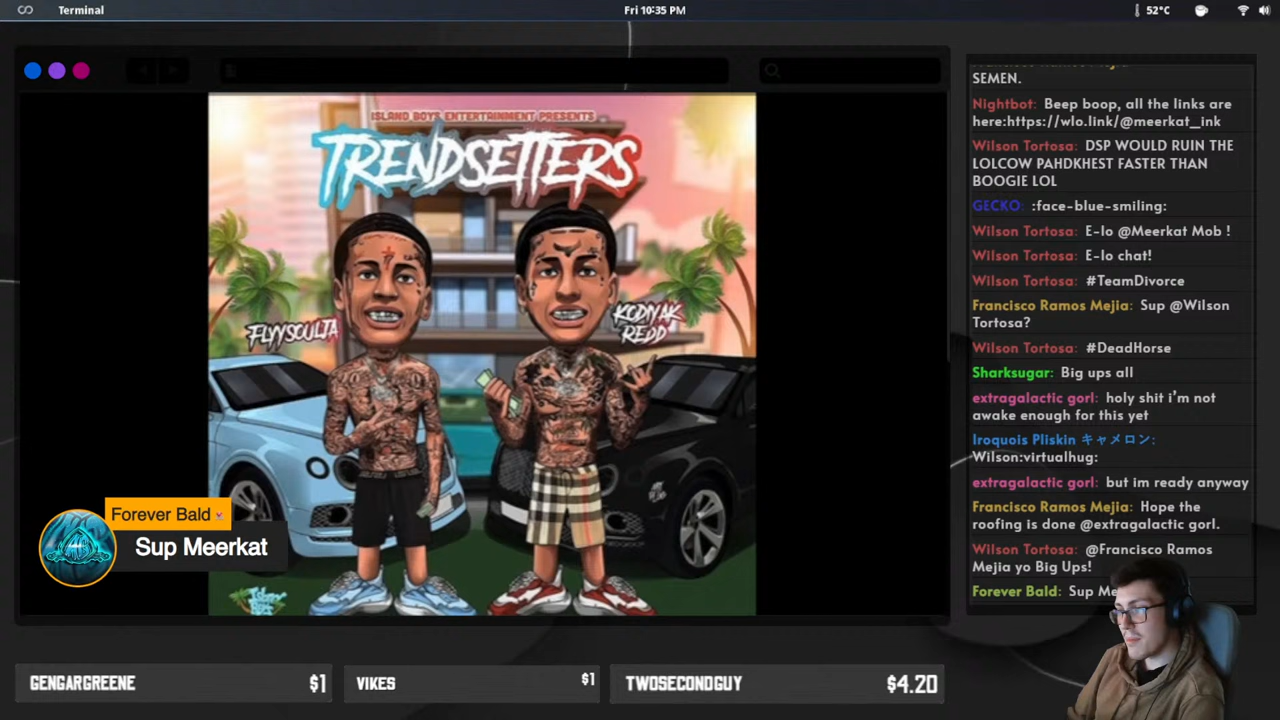 Terminal
Fri 10:35 PM
52°C
ISLAND BOYS ENTERTAINMENT PRESENTS
TRENDSETTERS
FLYYSOULJA
KODIYAK
REDD
Forever Bald
Sup Meerkat
SEMEN.
Nightbot: Beep boop, all the links are
here:https://wlo.link/@meerkat_ink
Wilson Tortosa: DSP WOULD RUIN THE
LOLCOW PAHDKHEST FASTER THAN
BOOGIE LOL
GECKO: :face-blue-smiling:
Wilson Tortosa: E-lo @Meerkat Mob !
Wilson Tortosa: E-lo chat!
Wilson Tortosa: #TeamDivorce
Francisco Ramos Mejia: Sup @Wilson
Tortosa?
Wilson Tortosa: #DeadHorse
Sharksugar: Big ups all
extragalactic gorl: holy shit i'm not
awake enough for this yet
Iroquois Pliskin キャメロン:
Wilson:virtualhug:
extragalactic gorl: but im ready anyway
Francisco Ramos Mejia: Hope the
roofing is done @extragalactic gorl.
Wilson Tortosa: @Francisco Ramos
Mejia yo Big Ups!
Forever Bald: Sup
GENGARGREENE $1
VIKES $1
TWOSECONDGUY $4.20